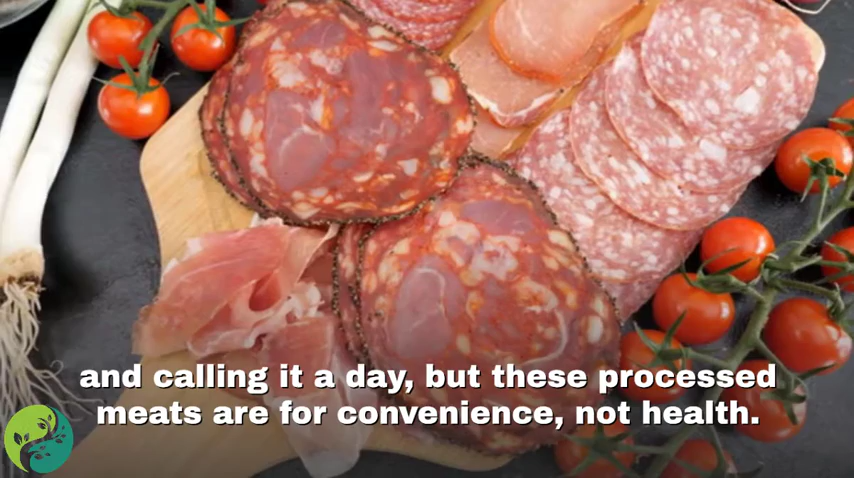 and calling it a day, but these processed
meats are for convenience, not health.